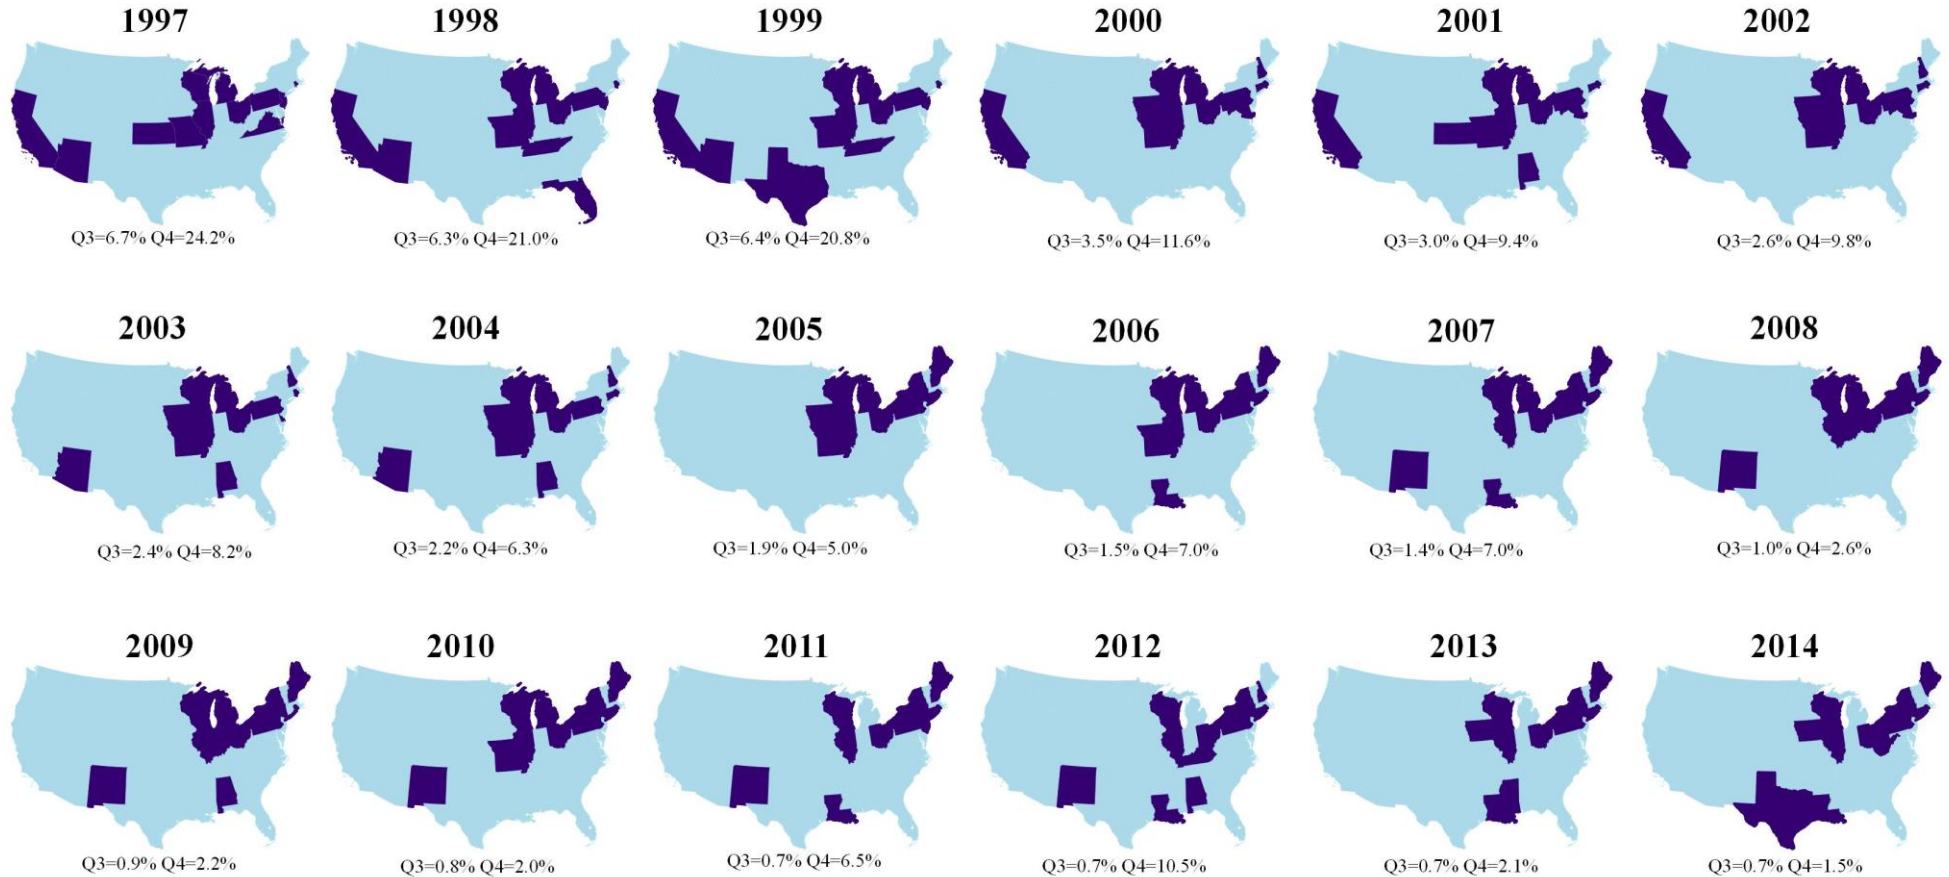 1997 1998 1999 2000 2001 2002
Q3=6.7% Q4=24.2% Q3=6.3% Q4=21.0% Q3=6.4% Q4=20.8% Q3=3.5% Q4=11.6% Q3=3.0% Q4=9.4% Q3=2.6% Q4=9.8%
2003 2004 2005 2006 2007 2008
Q3=2.4% Q4=8.2% Q3=2.2% Q4=6.3% Q3=1.9% Q4=5.0% Q3=1.5% Q4=7.0% Q3=1.4% Q4=7.0% Q3=1.0% Q4=2.6%
2009 2010 2011 2012 2013 2014
Q3=0.9% Q4=2.2% Q3=0.8% Q4=2.0% Q3=0.7% Q4=6.5% Q3=0.7% Q4=10.5% Q3=0.7% Q4=2.1% Q3=0.7% Q4=1.5%